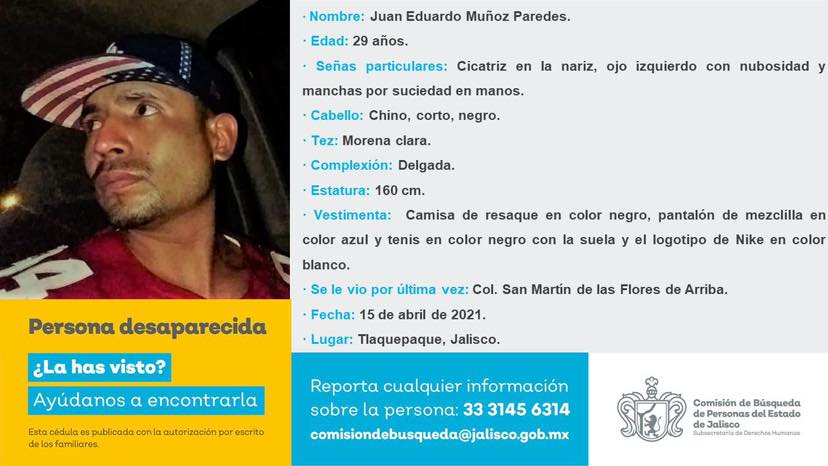 · Nombre: Juan Eduardo Muñoz Paredes.
· Edad: 29 años.
· Señas particulares: Cicatriz en la nariz, ojo izquierdo con nubosidad y
manchas por suciedad en manos.
· Cabello: Chino, corto, negro.
· Tez: Morena clara.
· Complexión: Delgada.
· Estatura: 160 cm.
· Vestimenta: Camisa de resaque en color negro, pantalón de mezclilla en
color azul y tenis en color negro con la suela y el logotipo de Nike en color
blanco.
· Se le vio por última vez: Col. San Martín de las Flores de Arriba.
· Fecha: 15 de abril de 2021.
· Lugar: Tlaquepaque, Jalisco.
Persona desaparecida
¿La has visto?
Ayúdanos a encontrarla
Esta cédula es publicada con la autorización por escrito
de los familiares.
Reporta cualquier información
sobre la persona: 33 3145 6314
comisiondebusqueda@jalisco.gob.mx
Comisión de Búsqueda
de Personas del Estado
de Jalisco
Subsecretaría de Derechos Humanos